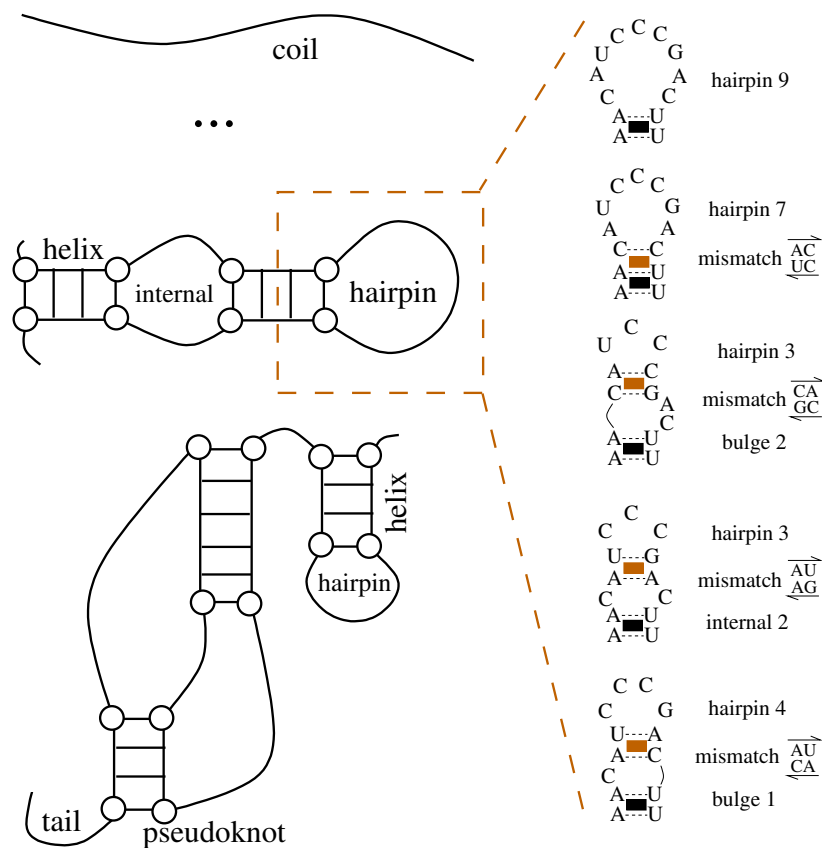 coil
...
helix
internal
hairpin
helix
hairpin
tail
pseudoknot
C C C
U G
A A
C C
A U
A U
hairpin 9
C C C
U G
A A
C C
A U
A U
hairpin 7
mismatch AC
UC
C C
U
A C
C G
A
C
A U
A U
hairpin 3
mismatch CA
GC
bulge 2
C C C
U G
A A
C C
A U
A U
hairpin 3
mismatch AU
AG
internal 2
C C
C G
U A
A C
C
A U
A U
hairpin 4
mismatch AU
CA
bulge 1